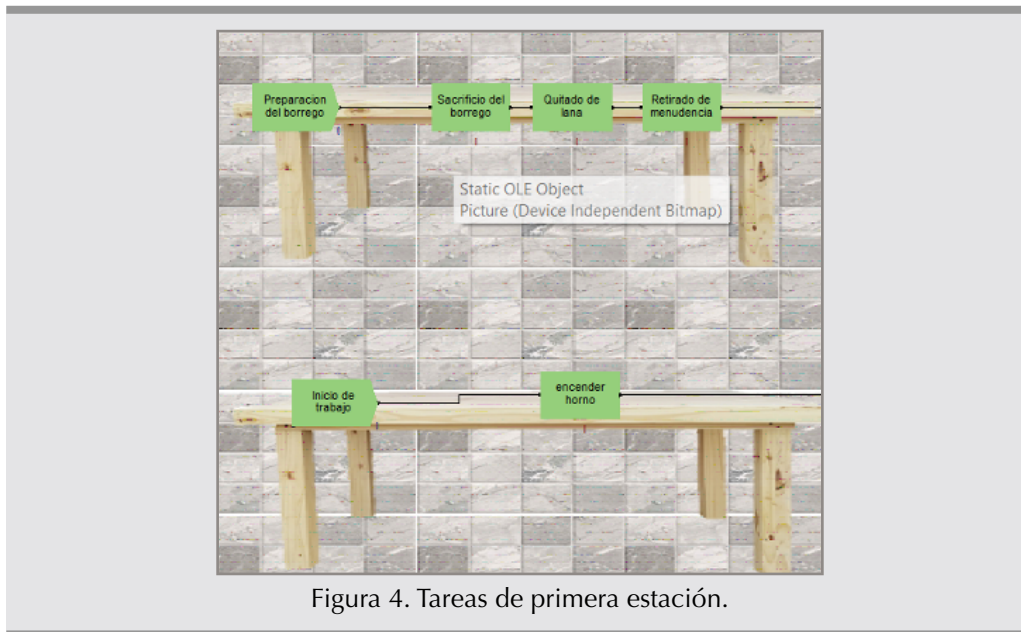 Preparacion
del borrego
Sacrificio del
borrego
Quitado de
lana
Retirado de
menudencia
Static OLE Object
Picture (Device Independent Bitmap)
Inicio de
trabajo
encender
horno
Figura 4. Tareas de primera estación.